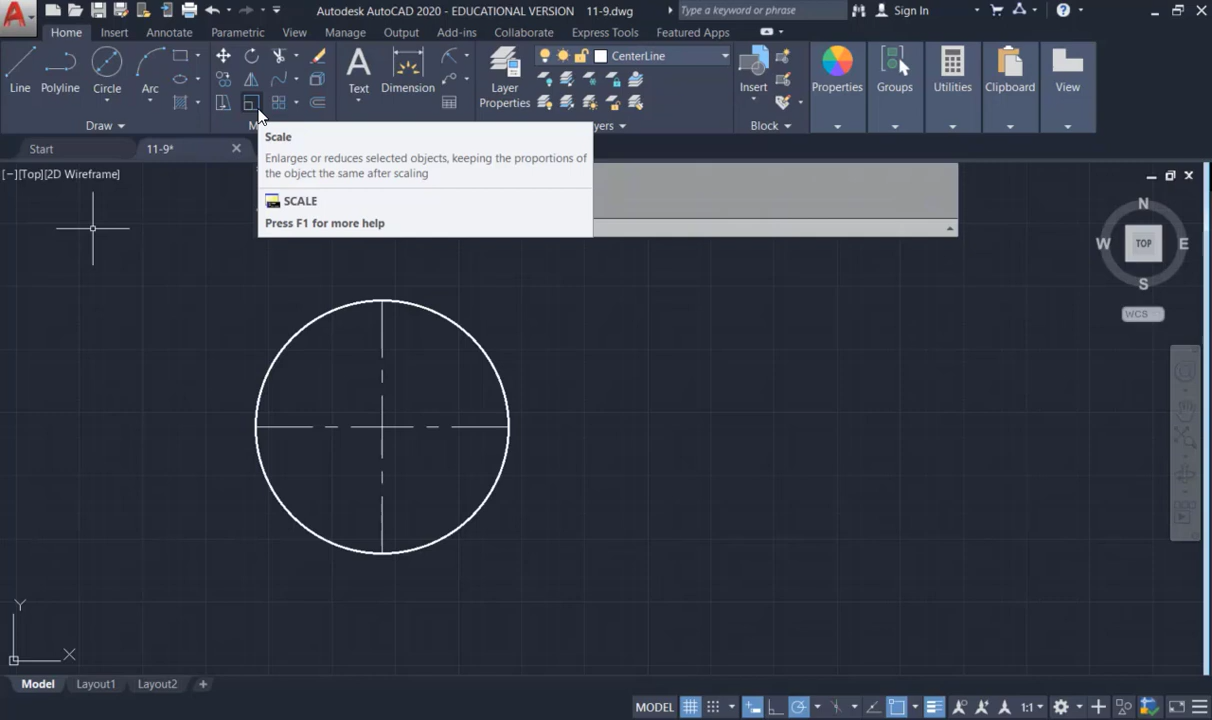 A Autodesk AutoCAD 2020 - EDUCATIONAL VERSION 11-9.dwg Type a keyword or phrase Sign In
Home Insert Annotate Parametric View Manage Output Add-ins Collaborate Express Tools Featured Apps
CenterLine
Line Polyline Circle Arc Text Dimension Layer Properties Insert Properties Groups Utilities Clipboard View
Draw M yers Block
Start 11-9*
[−][Top][2D Wireframe]
Scale
Enlarges or reduces selected objects, keeping the proportions of
the object the same after scaling
SCALE
Press F1 for more help
N
W TOP E
S
WCS
Y
X
Model Layout1 Layout2 +
MODEL 1:1